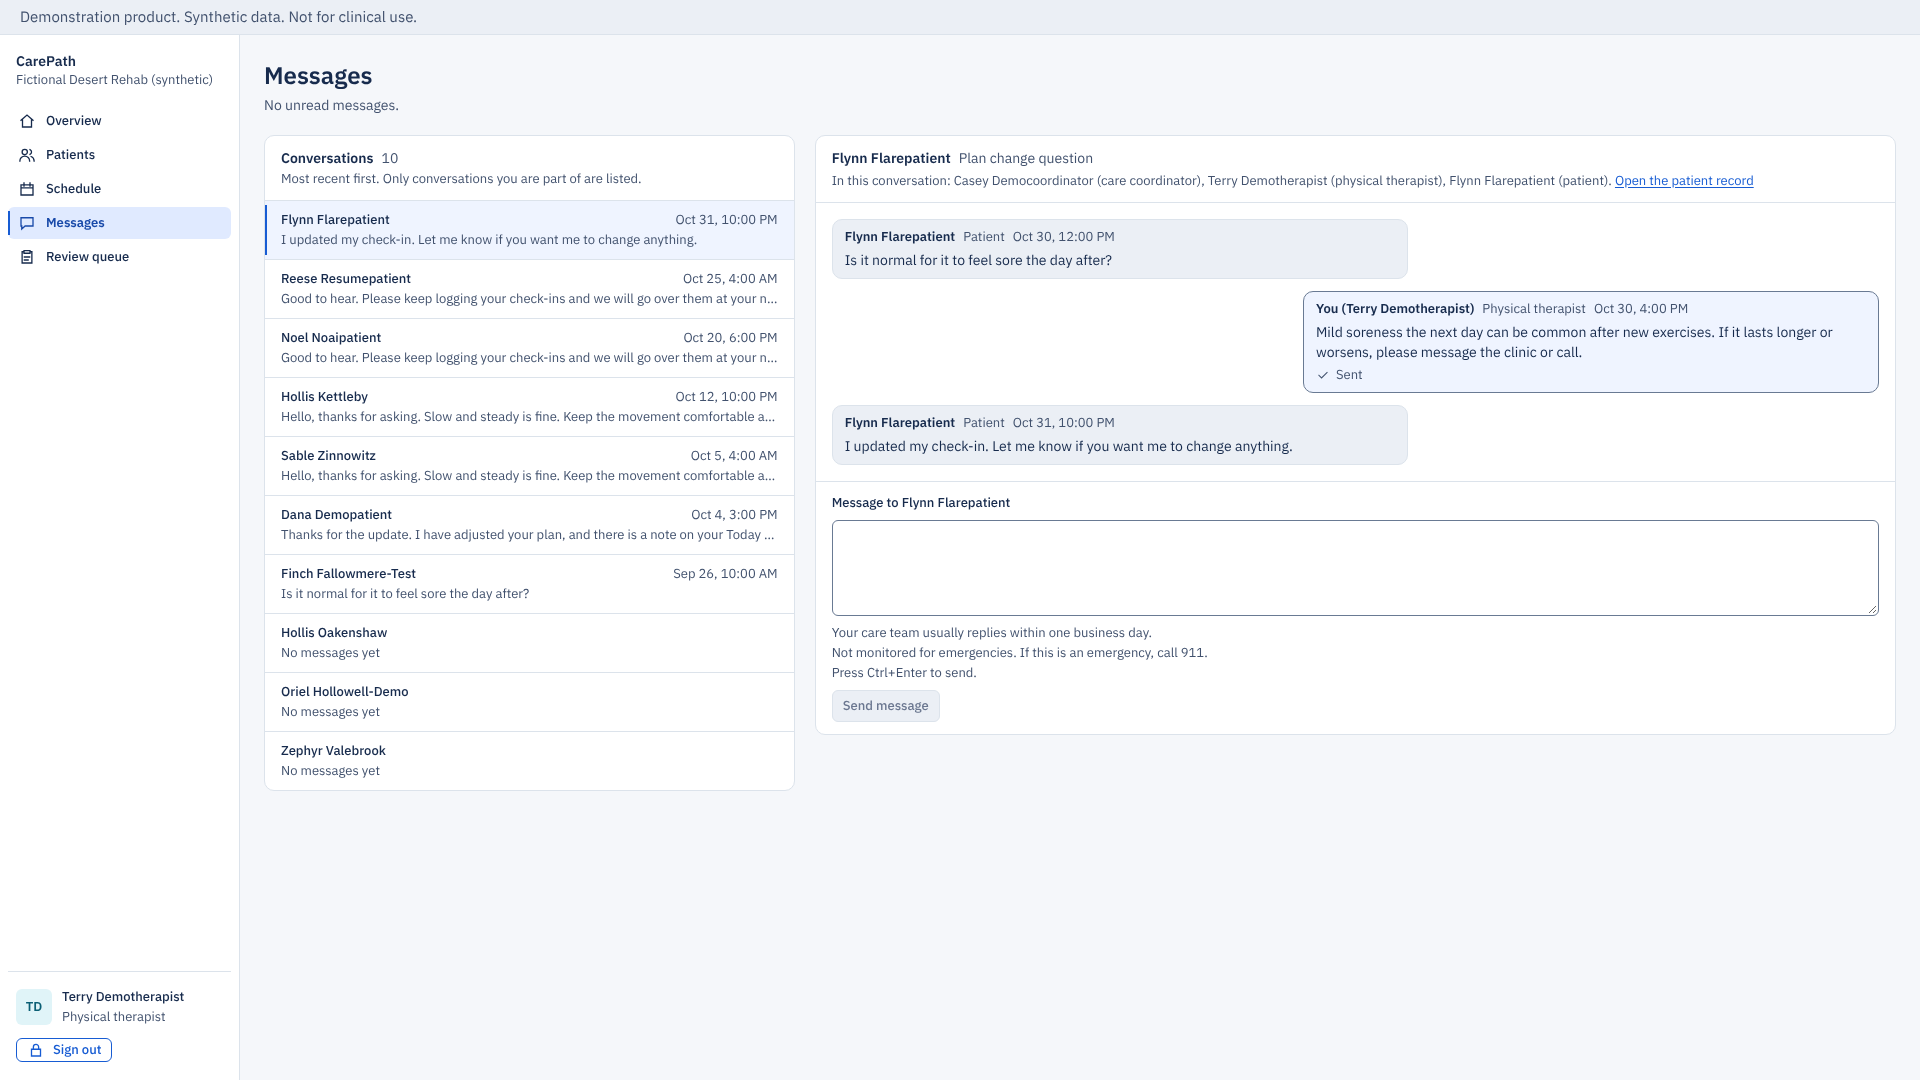 Demonstration product. Synthetic data. Not for clinical use.
CarePath
Fictional Desert Rehab (synthetic)
Overview
Patients
Schedule
Messages
Review queue
TD
Terry Demotherapist
Physical therapist
Sign out
Messages
No unread messages.
Conversations 10
Most recent first. Only conversations you are part of are listed.
Flynn Flarepatient Oct 31, 10:00 PM
I updated my check-in. Let me know if you want me to change anything.
Reese Resumepatient Oct 25, 4:00 AM
Good to hear. Please keep logging your check-ins and we will go over them at your n...
Noel Noaipatient Oct 20, 6:00 PM
Good to hear. Please keep logging your check-ins and we will go over them at your n...
Hollis Kettleby Oct 12, 10:00 PM
Hello, thanks for asking. Slow and steady is fine. Keep the movement comfortable a...
Sable Zinnowitz Oct 5, 4:00 AM
Hello, thanks for asking. Slow and steady is fine. Keep the movement comfortable a...
Dana Demopatient Oct 4, 3:00 PM
Thanks for the update. I have adjusted your plan, and there is a note on your Today ...
Finch Fallowmere-Test Sep 26, 10:00 AM
Is it normal for it to feel sore the day after?
Hollis Oakenshaw
No messages yet
Oriel Hollowell-Demo
No messages yet
Zephyr Valebrook
No messages yet
Flynn Flarepatient Plan change question
In this conversation: Casey Democoordinator (care coordinator), Terry Demotherapist (physical therapist), Flynn Flarepatient (patient). Open the patient record
Flynn Flarepatient Patient Oct 30, 12:00 PM
Is it normal for it to feel sore the day after?
You (Terry Demotherapist) Physical therapist Oct 30, 4:00 PM
Mild soreness the next day can be common after new exercises. If it lasts longer or
worsens, please message the clinic or call.
Sent
Flynn Flarepatient Patient Oct 31, 10:00 PM
I updated my check-in. Let me know if you want me to change anything.
Message to Flynn Flarepatient
Your care team usually replies within one business day.
Not monitored for emergencies. If this is an emergency, call 911.
Press Ctrl+Enter to send.
Send message